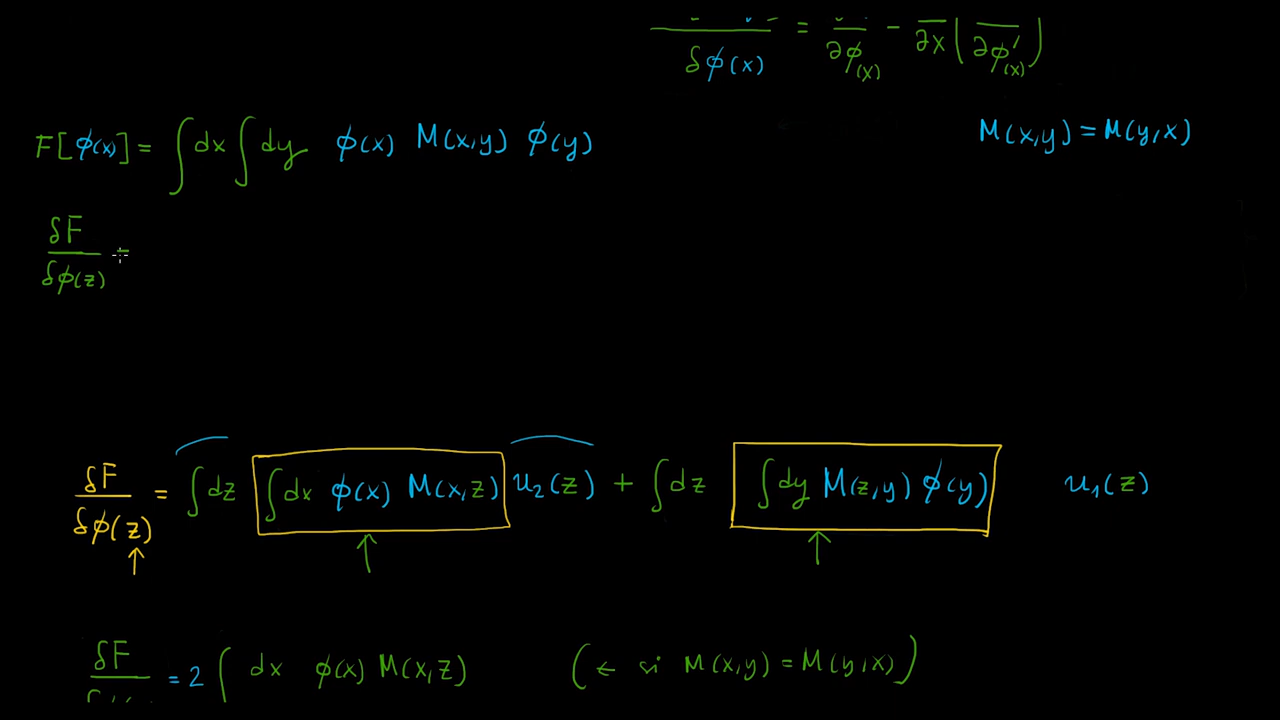 δϕ(x) = ∂ϕ(x) - ∂x ( ∂ϕ'(x) )
F[ϕ(x)] = ∫dx ∫dy ϕ(x) M(x,y) ϕ(y) M(x,y) = M(y,x)
δF
δϕ(z) =
δF/δϕ(z) = ∫dz ∫dx ϕ(x) M(x,z) u₂(z) + ∫dz ∫dy M(z,y) ϕ(y) u₁(z)
δF = 2 ∫ dx ϕ(x) M(x,z) (← si M(x,y) = M(y,x))